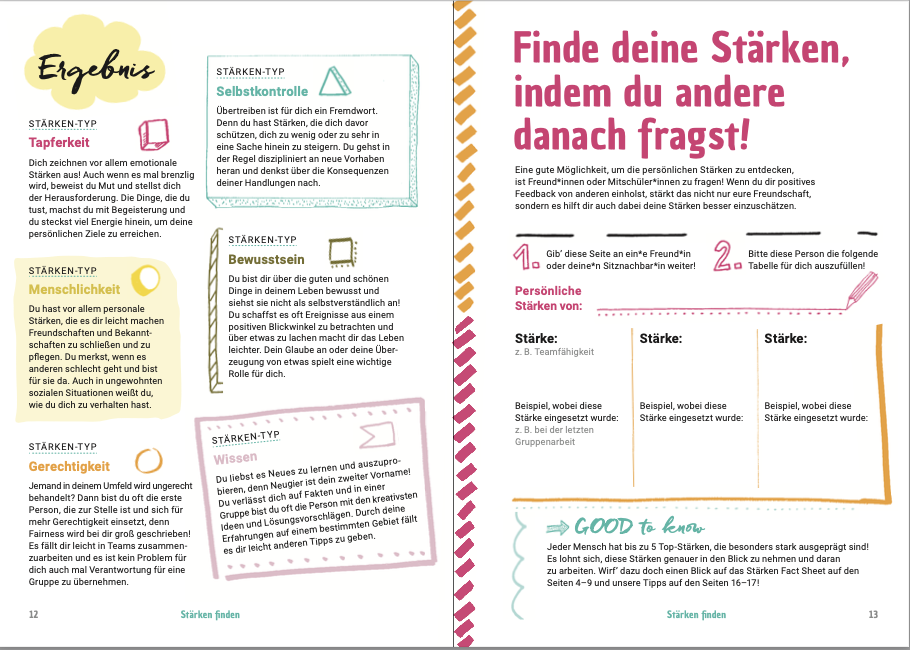 Ergebnis
STÄRKEN-TYP
Tapferkeit
Dich zeichnen vor allem emotionale
Stärken aus! Auch wenn es mal brenzlig
wird, beweist du Mut und stellst dich
der Herausforderung. Die Dinge, die du
tust, machst du mit Begeisterung und
du steckst viel Energie hinein, um deine
persönlichen Ziele zu erreichen.
STÄRKEN-TYP
Menschlichkeit
Du hast vor allem personale
Stärken, die es dir leicht machen
Freundschaften und Bekannt-
schaften zu schließen und zu
pflegen. Du merkst, wenn es
anderen schlecht geht und bist
für sie da. Auch in ungewohnten
sozialen Situationen weißt du,
wie du dich zu verhalten hast.
STÄRKEN-TYP
Gerechtigkeit
Jemand in deinem Umfeld wird ungerecht
behandelt? Dann bist du oft die erste
Person, die zur Stelle ist und sich für
mehr Gerechtigkeit einsetzt, denn
Fairness wird bei dir groß geschrieben!
Es fällt dir leicht in Teams zusammen-
zuarbeiten und es ist kein Problem für
dich auch mal Verantwortung für eine
Gruppe zu übernehmen.
STÄRKEN-TYP
Selbstkontrolle
Übertreiben ist für dich ein Fremdwort.
Denn du hast Stärken, die dich davor
schützen, dich zu wenig oder zu sehr in
eine Sache hinein zu steigern. Du gehst in
der Regel diszipliniert an neue Vorhaben
heran und denkst über die Konsequenzen
deiner Handlungen nach.
STÄRKEN-TYP
Bewusstsein
Du bist dir über die guten und schönen
Dinge in deinem Leben bewusst und
siehst sie nicht als selbstverständlich an!
Du schaffst es oft Ereignisse aus einem
positiven Blickwinkel zu betrachten und
über etwas zu lachen macht dir das Leben
leichter. Dein Glaube an oder deine Über-
zeugung von etwas spielt eine wichtige
Rolle für dich.
STÄRKEN-TYP
Wissen
Du liebst es Neues zu lernen und auszupro-
bieren, denn Neugier ist dein zweiter Vorname!
Du verlässt dich auf Fakten und in einer
Gruppe bist du oft die Person mit den kreativsten
Ideen und Lösungsvorschlägen. Durch deine
Erfahrungen auf einem bestimmten Gebiet fällt
es dir leicht anderen Tipps zu geben.
12
Stärken finden
Finde deine Stärken,
indem du andere
danach fragst!
Eine gute Möglichkeit, um die persönlichen Stärken zu entdecken,
ist Freund*innen oder Mitschüler*innen zu fragen! Wenn du dir positives
Feedback von anderen einholst, stärkt das nicht nur eure Freundschaft,
sondern es hilft dir auch dabei deine Stärken besser einzuschätzen.
1. Gib' diese Seite an ein*e Freund*in
oder deine*n Sitznachbar*in weiter!
2. Bitte diese Person die folgende
Tabelle für dich auszufüllen!
Persönliche
Stärken von:
Stärke:
z. B. Teamfähigkeit
Beispiel, wobei diese
Stärke eingesetzt wurde:
z. B. bei der letzten
Gruppenarbeit
Stärke:
Beispiel, wobei diese
Stärke eingesetzt wurde:
Stärke:
Beispiel, wobei diese
Stärke eingesetzt wurde:
GOOD to know
Jeder Mensch hat bis zu 5 Top-Stärken, die besonders stark ausgeprägt sind!
Es lohnt sich, diese Stärken genauer in den Blick zu nehmen und daran
zu arbeiten. Wirf' dazu doch einen Blick auf das Stärken Fact Sheet auf den
Seiten 4–9 und unsere Tipps auf den Seiten 16–17!
Stärken finden
13